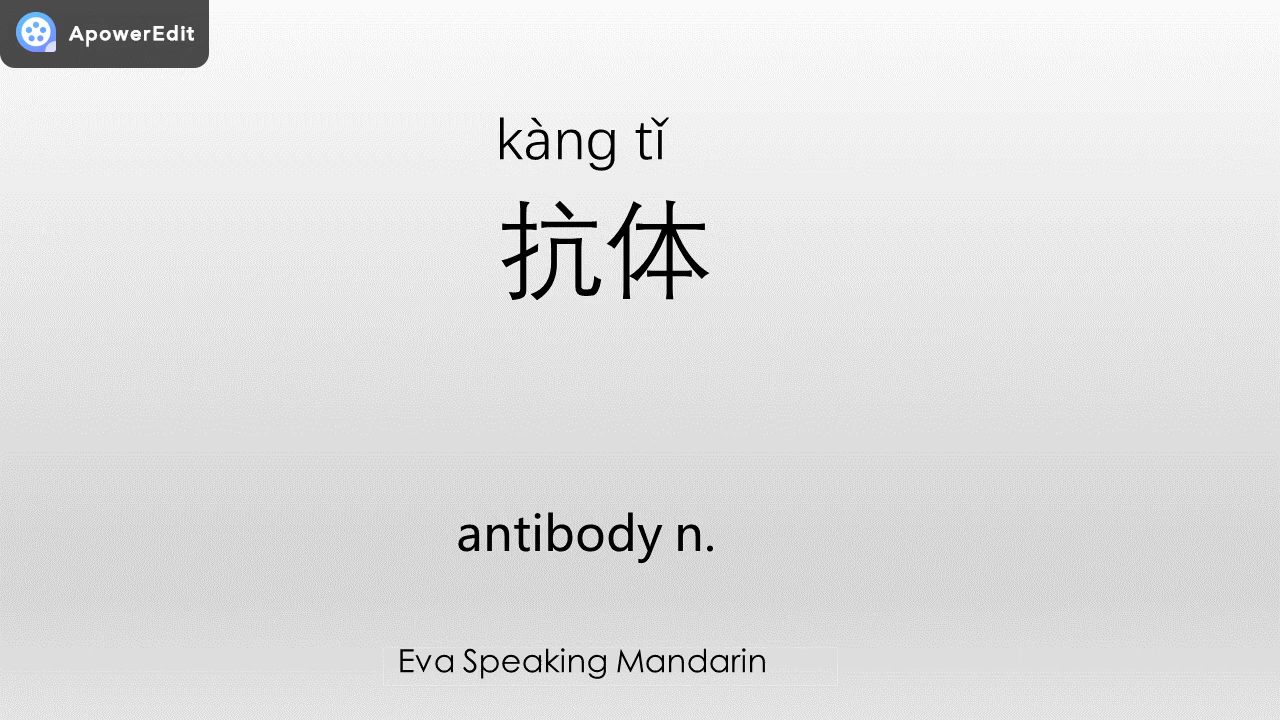 ApowerEdit
kàng tǐ
抗体
antibody n.
Eva Speaking Mandarin